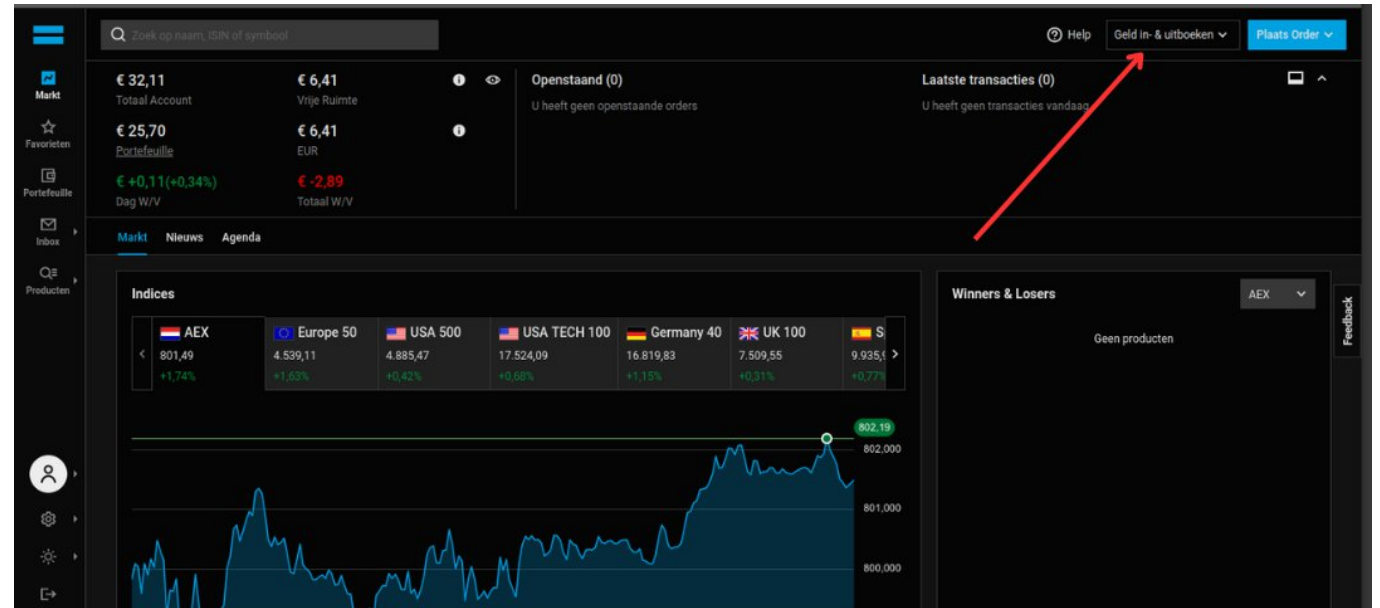 Zoek op naam, ISIN of symbool
Help
Geld in- & uitboeken
Plaats Order
Markt
Favorieten
Portefeuille
Inbox
Producten
€ 32,11
Totaal Account
€ 6,41
Vrije Ruimte
€ 25,70
Portefeuille
€ 6,41
EUR
€ +0,11(+0,34%)
Dag W/V
€ -2,89
Totaal W/V
Openstaand (0)
U heeft geen openstaande orders
Laatste transacties (0)
U heeft geen transacties vandaag
Markt Nieuws Agenda
Indices
AEX
801,49
+1,74%
Europe 50
4.539,11
+1,63%
USA 500
4.885,47
+0,42%
USA TECH 100
17.524,09
+0,68%
Germany 40
16.819,83
+1,15%
UK 100
7.509,55
+0,31%
S
9.935,
+0,77%
802,19
802,000
801,000
800,000
Winners & Losers
AEX
Geen producten
Feedback